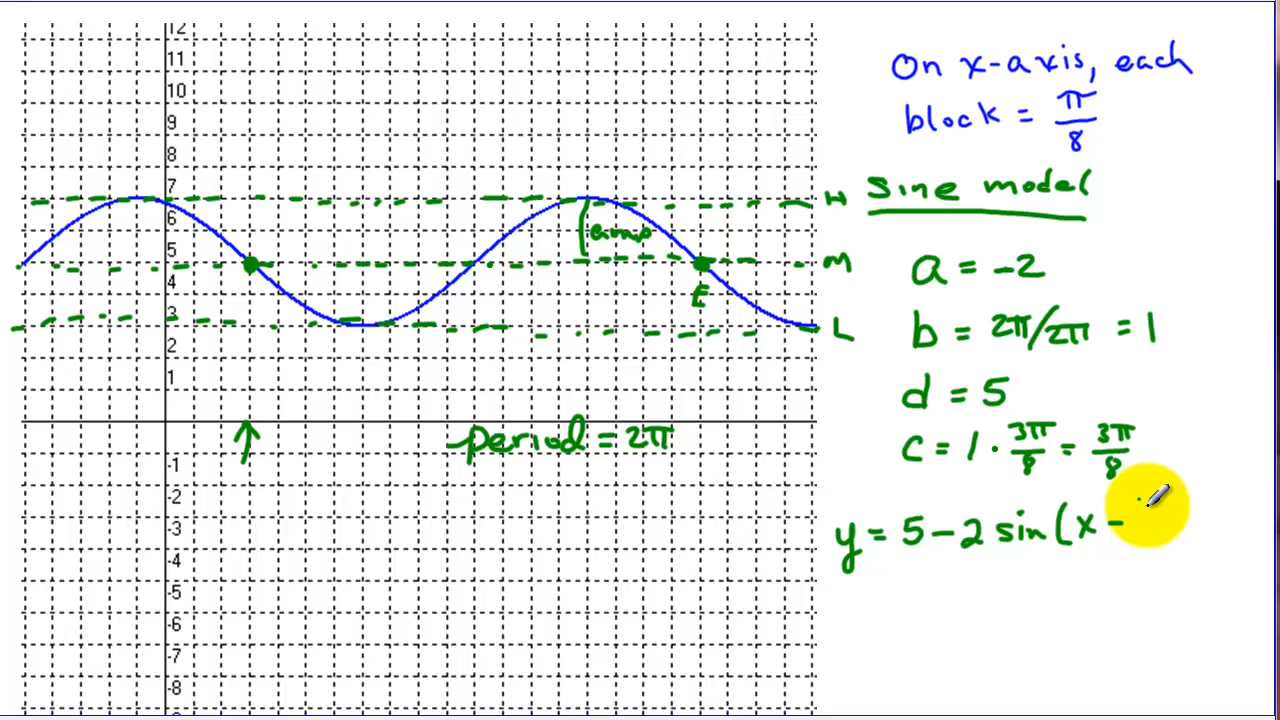 12
11
10
9
8
7
6
5
4
3
2
1
-1
-2
-3
-4
-5
-6
-7
-8
H
M
L
amp
E
period = 2π
On x-axis, each
block = π/8
Sine model
a = -2
b = 2π/2π = 1
d = 5
c = 1 · 3π/8 = 3π/8
y = 5 - 2 sin(x -